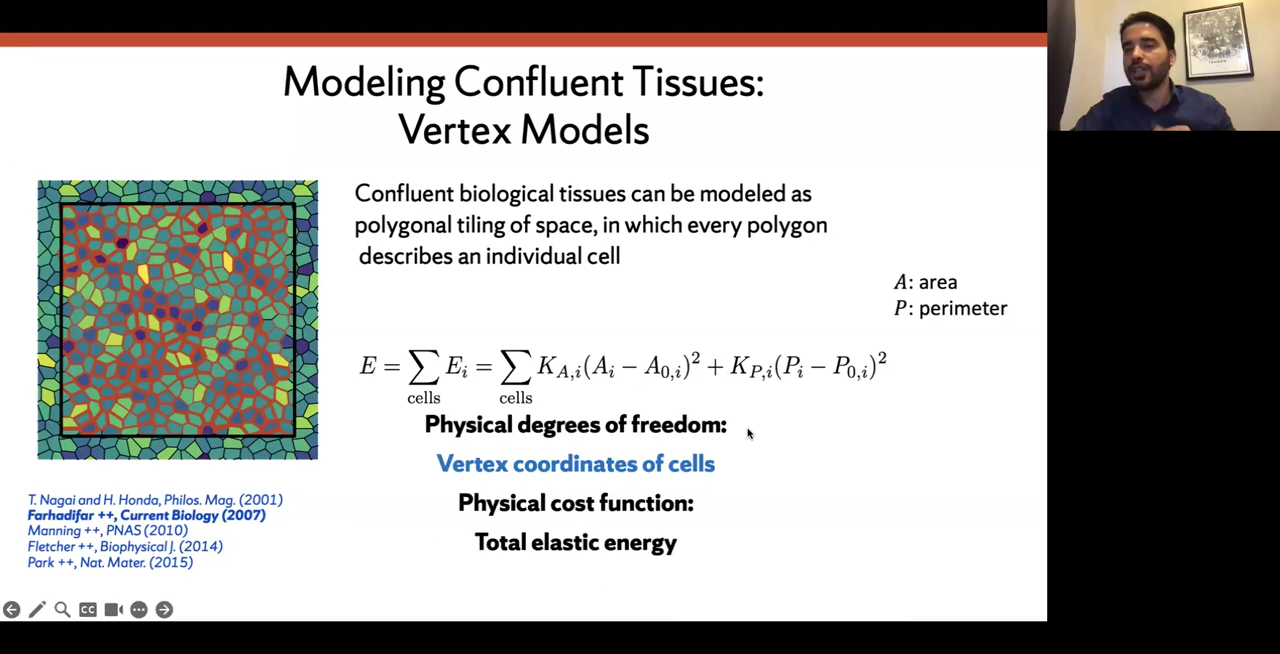 Modeling Confluent Tissues:
Vertex Models
Confluent biological tissues can be modeled as
polygonal tiling of space, in which every polygon
describes an individual cell
A: area
P: perimeter
E = ∑_{cells} E_i = ∑_{cells} K_{A,i}(A_i − A_{0,i})² + K_{P,i}(P_i − P_{0,i})²
Physical degrees of freedom:
Vertex coordinates of cells
Physical cost function:
Total elastic energy
T. Nagai and H. Honda, Philos. Mag. (2001)
Farhadifar ++, Current Biology (2007)
Manning ++, PNAS (2010)
Fletcher ++, Biophysical J. (2014)
Park ++, Nat. Mater. (2015)
CC